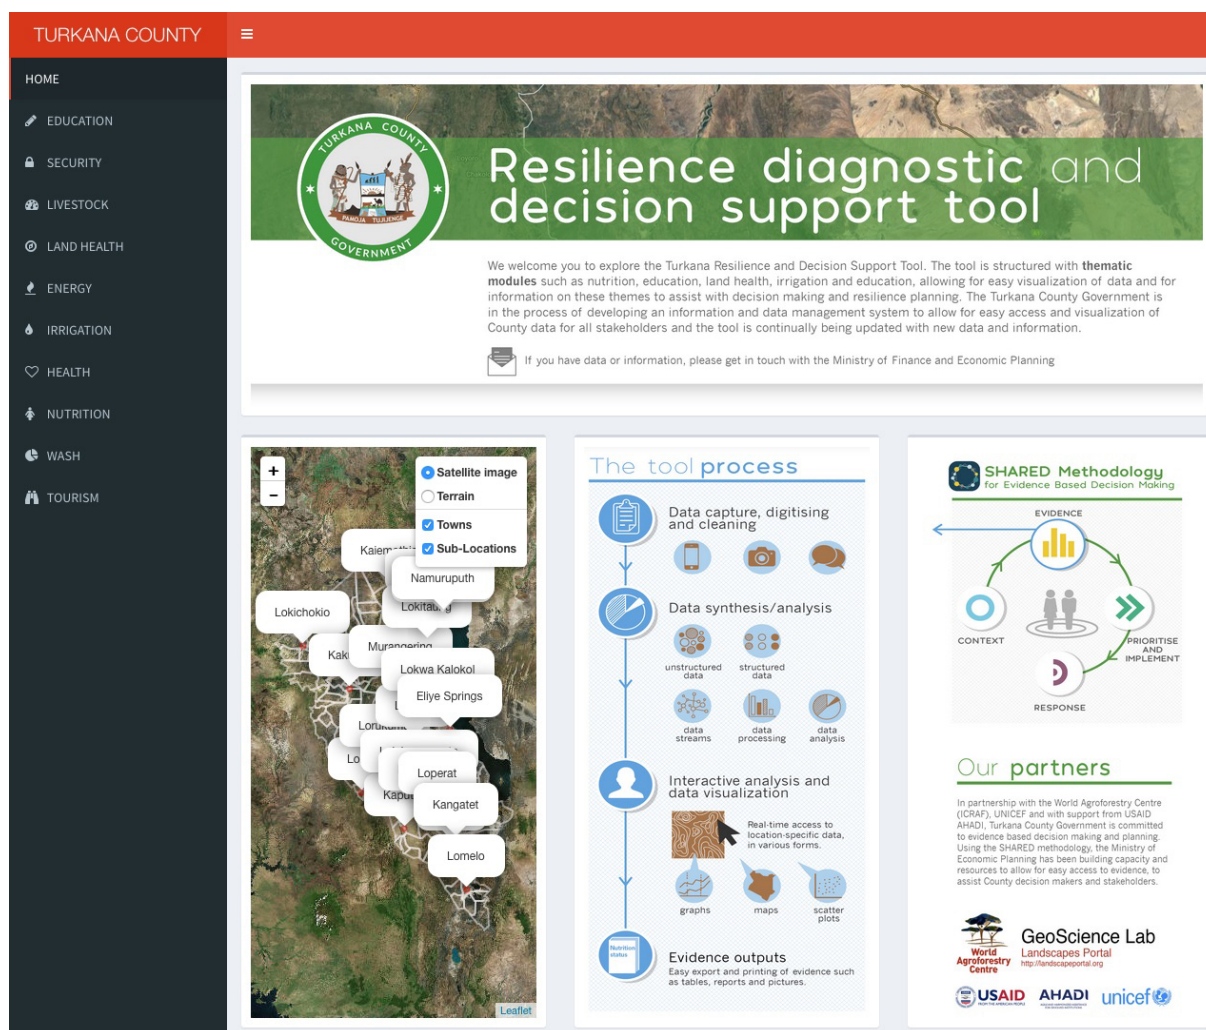 TURKANA COUNTY
HOME
EDUCATION
SECURITY
LIVESTOCK
LAND HEALTH
ENERGY
IRRIGATION
HEALTH
NUTRITION
WASH
TOURISM
TURKANA COUNTY
PAMOJA TUJIJENGE
GOVERNMENT
Resilience diagnostic and
decision support tool
We welcome you to explore the Turkana Resilience and Decision Support Tool. The tool is structured with thematic
modules such as nutrition, education, land health, irrigation and education, allowing for easy visualization of data and for
information on these themes to assist with decision making and resilience planning. The Turkana County Government is
in the process of developing an information and data management system to allow for easy access and visualization of
County data for all stakeholders and the tool is continually being updated with new data and information.
If you have data or information, please get in touch with the Ministry of Finance and Economic Planning
+
−
Satellite image
Terrain
Towns
Sub-Locations
Namuruputh
Lokichokio
Lokwa Kalokol
Eliye Springs
Loperat
Kangatet
Lomelo
Leaflet
The tool process
Data capture, digitising
and cleaning
Data synthesis/analysis
unstructured
data
structured
data
data
streams
data
processing
data
analysis
Interactive analysis and
data visualization
Real-time access to
location-specific data,
in various forms.
graphs
maps
scatter
plots
Nutrition
status
Evidence outputs
Easy export and printing of evidence such
as tables, reports and pictures.
SHARED Methodology
for Evidence Based Decision Making
EVIDENCE
CONTEXT
PRIORITISE
AND
IMPLEMENT
RESPONSE
Our partners
In partnership with the World Agroforestry Centre
(ICRAF), UNICEF and with support from USAID
AHADI, Turkana County Government is committed
to evidence based decision making and planning.
Using the SHARED methodology, the Ministry of
Economic Planning has been building capacity and
resources to allow for easy access to evidence, to
assist County decision makers and stakeholders.
World
Agroforestry
Centre
GeoScience Lab
Landscapes Portal
http://landscapeportal.org
USAID
FROM THE AMERICAN PEOPLE
AHADI
unicef